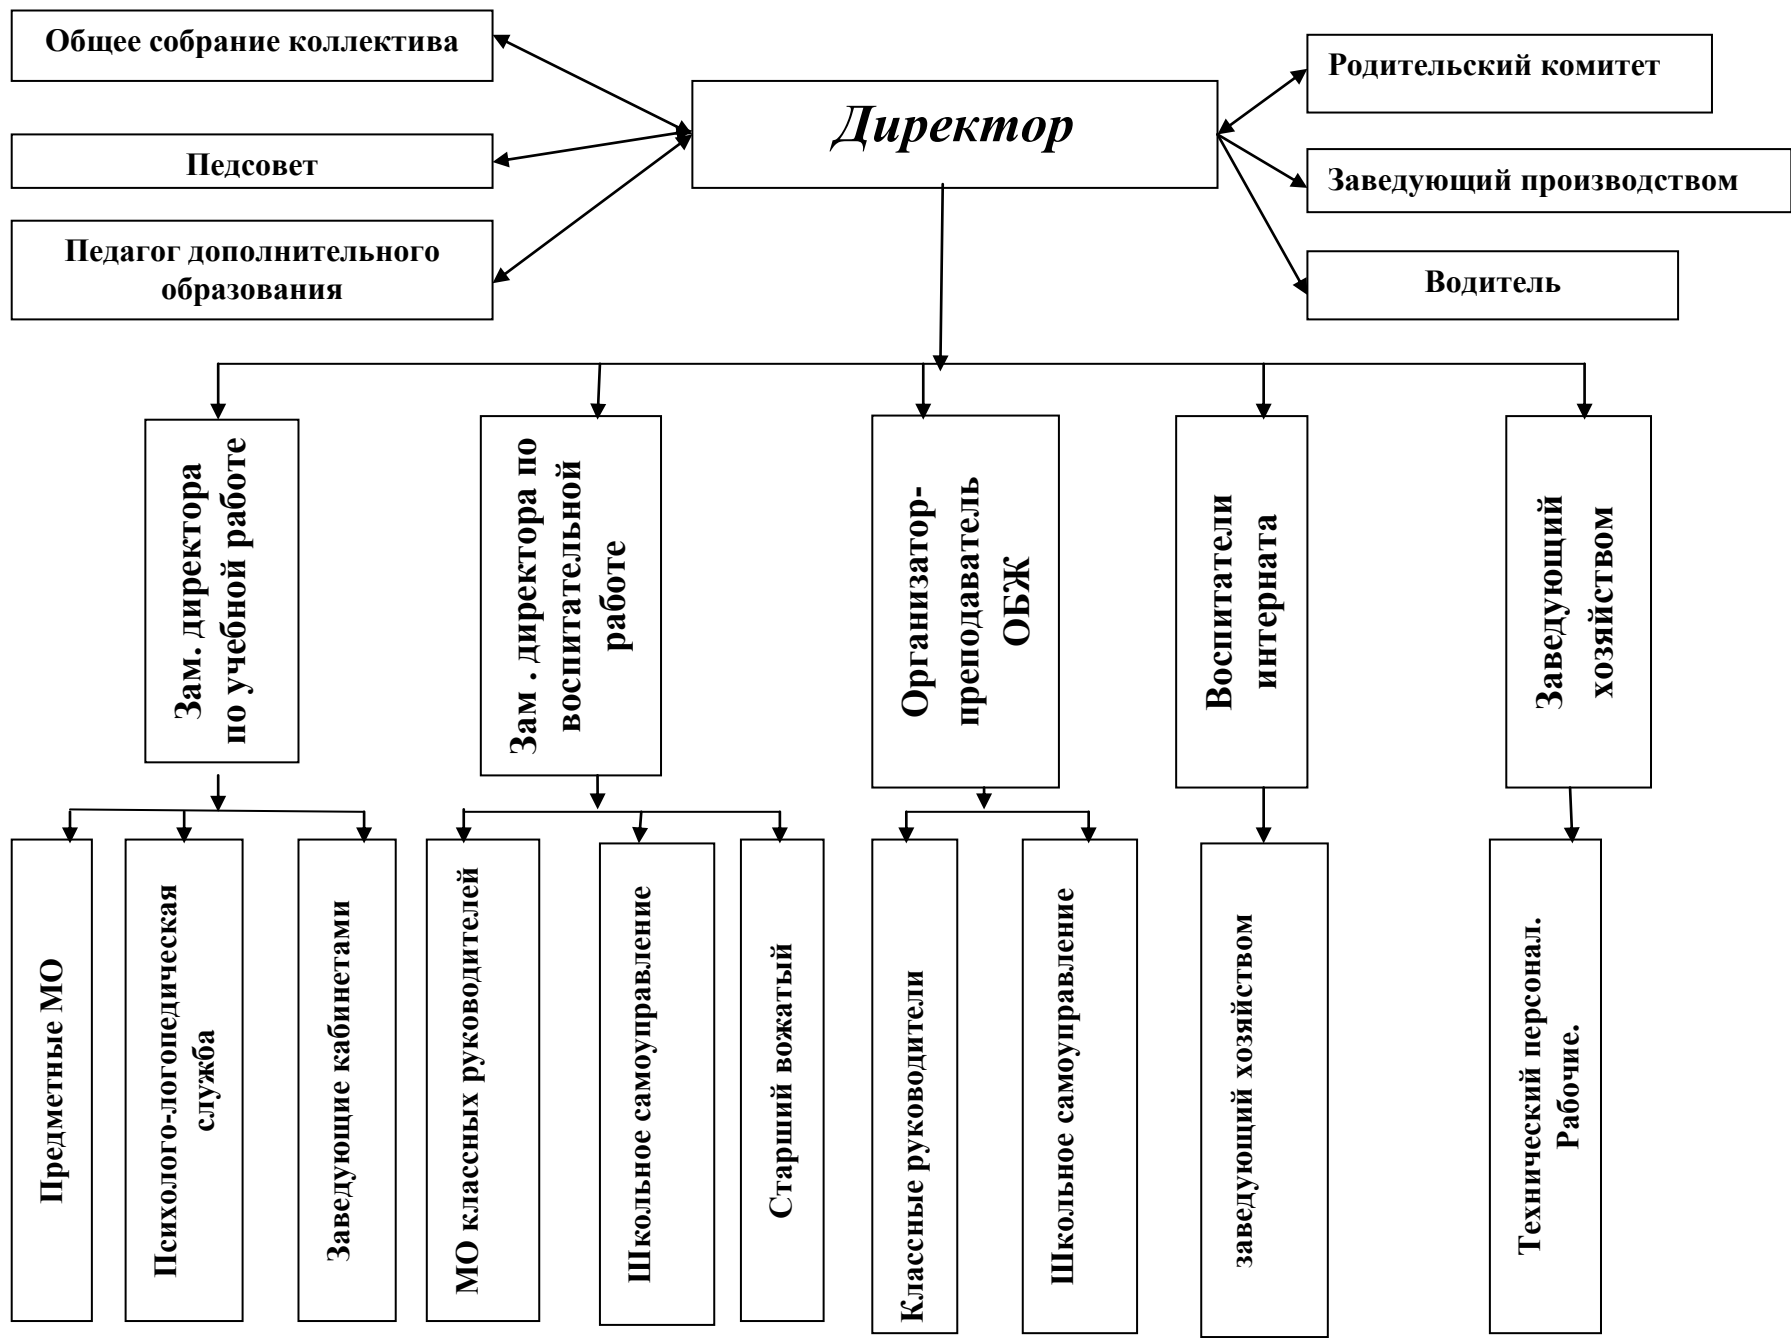 Общее собрание коллектива
Директор
Родительский комитет
Педсовет
Заведующий производством
Педагог дополнительного
образования
Водитель
Зам. директора
по учебной работе
Зам . директора по
воспитательной
работе
Организатор-
преподаватель
ОБЖ
Воспитатели
интерната
Заведующий
хозяйством
Предметные МО
Психолого-логопедическая
служба
Заведующие кабинетами
МО классных руководителей
Школьное самоуправление
Старший вожатый
Классные руководители
Школьное самоуправление
заведующий хозяйством
Технический персонал.
Рабочие.